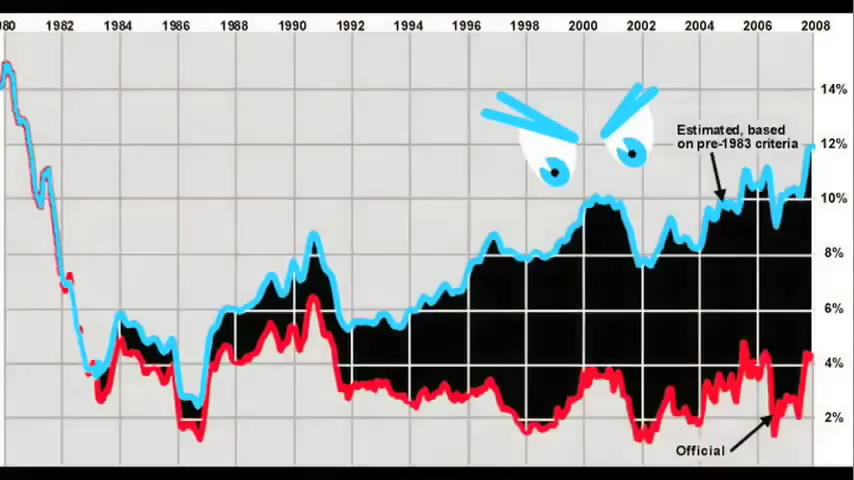 80 1982 1984 1986 1988 1990 1992 1994 1996 1998 2000 2002 2004 2006 2008
14%
Estimated, based
on pre-1983 criteria
12%
10%
8%
6%
4%
2%
Official